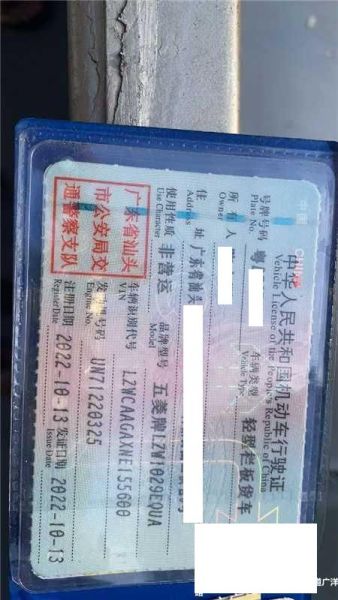 中华人民共和国机动车行驶证
Vehicle License of the People's Republic of China
号牌号码 粤
Plate No.
车辆类型 轻型栏板货车
Vehicle Type
所有人
Owner
住址 广东省汕头
Address
使用性质 非营运
Use Character
品牌型号 五菱牌LZW1029EQUA
Model
广东省汕头
市公安局交
通警察支队
车辆识别代号 LZWCAAGAXNE135600
VIN
发动机号码 UN71220325
Engine No.
注册日期 2022-10-13
Register Date
发证日期 2022-10-13
Issue Date
道广洋